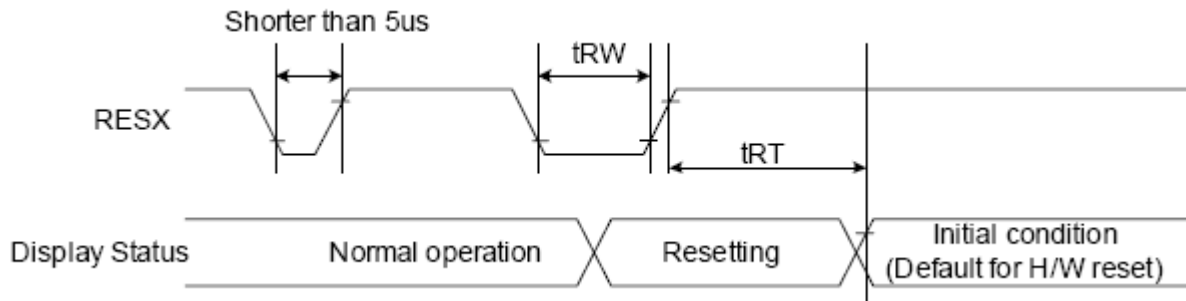 Shorter than 5us
tRW
RESX
tRT
Display Status
Normal operation
Resetting
Initial condition
(Default for H/W reset)